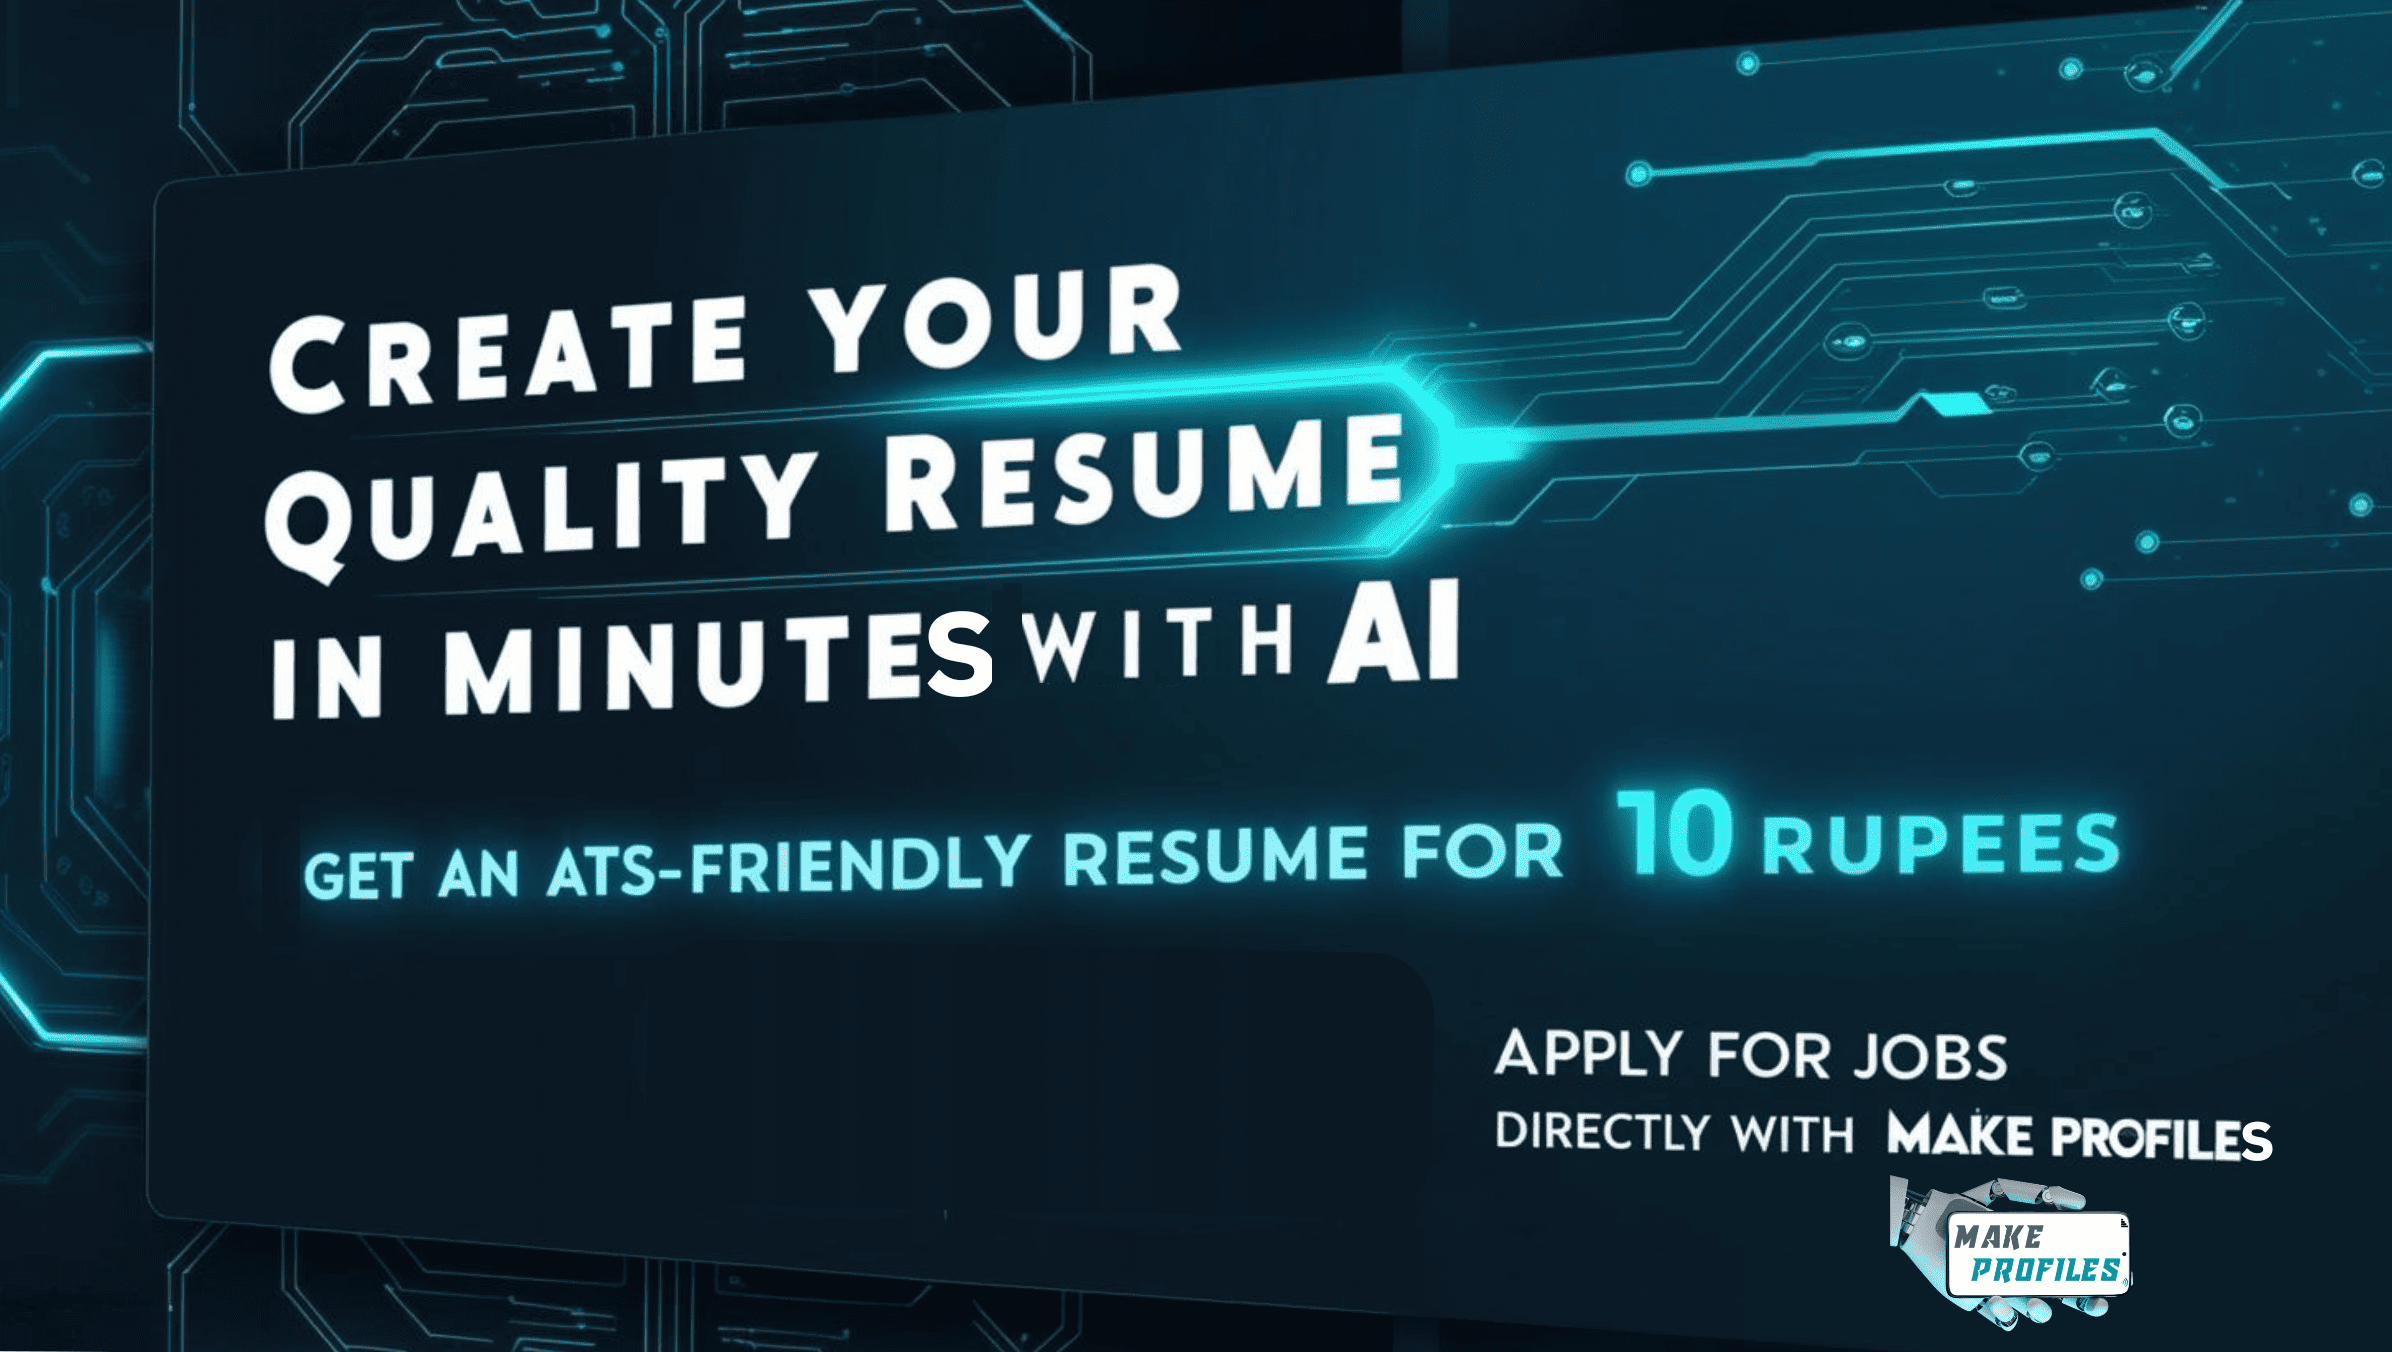 CREATE YOUR
QUALITY RESUME
IN MINUTES WITH AI
GET AN ATS-FRIENDLY RESUME FOR 10 RUPEES
APPLY FOR JOBS
DIRECTLY WITH MAKE PROFILES
MAKE
PROFILES